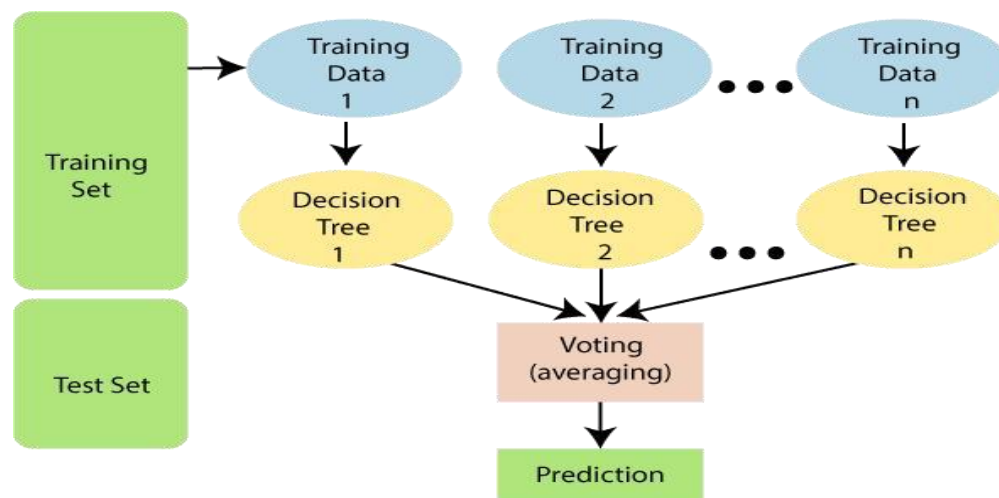 Training
Set
Test Set
Training
Data
1
Training
Data
2
Training
Data
n
Decision
Tree
1
Decision
Tree
2
Decision
Tree
n
Voting
(averaging)
Prediction